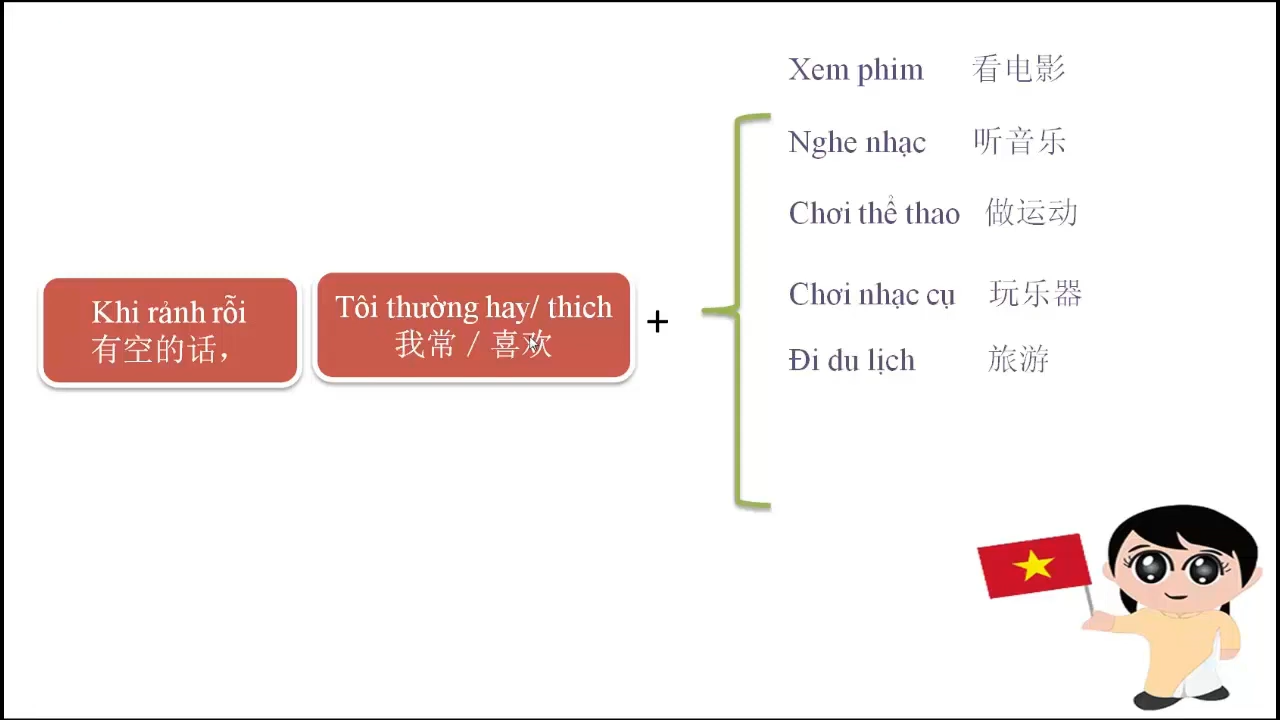 Xem phim 看电影
Nghe nhạc 听音乐
Chơi thể thao 做运动
Chơi nhạc cụ 玩乐器
Đi du lịch 旅游
Khi rảnh rỗi
有空的话，
Tôi thường hay/ thich
我常 / 喜欢
+